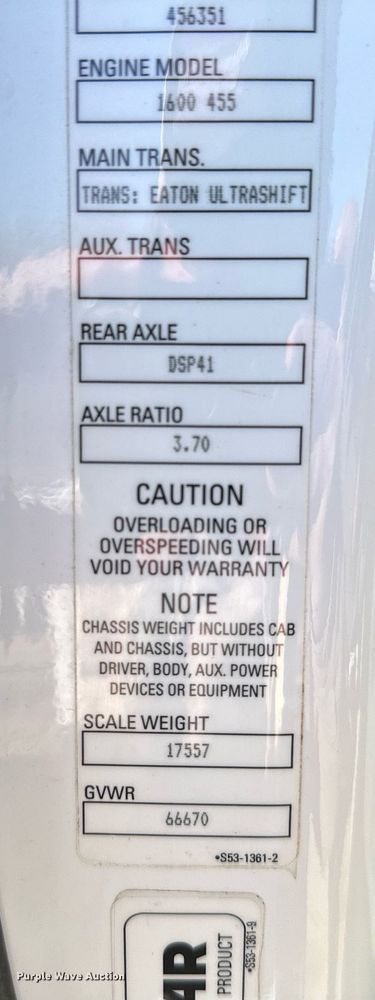 456351
ENGINE MODEL
1600 455
MAIN TRANS.
TRANS: EATON ULTRASHIFT
AUX. TRANS
REAR AXLE
DSP41
AXLE RATIO
3.70
CAUTION
OVERLOADING OR
OVERSPEEDING WILL
VOID YOUR WARRANTY
NOTE
CHASSIS WEIGHT INCLUDES CAB
AND CHASSIS, BUT WITHOUT
DRIVER, BODY, AUX. POWER
DEVICES OR EQUIPMENT
SCALE WEIGHT
17557
GVWR
66670
•S53-1361-2
AR
PRODUCT
•S53-1361-9
Purple Wave Auction